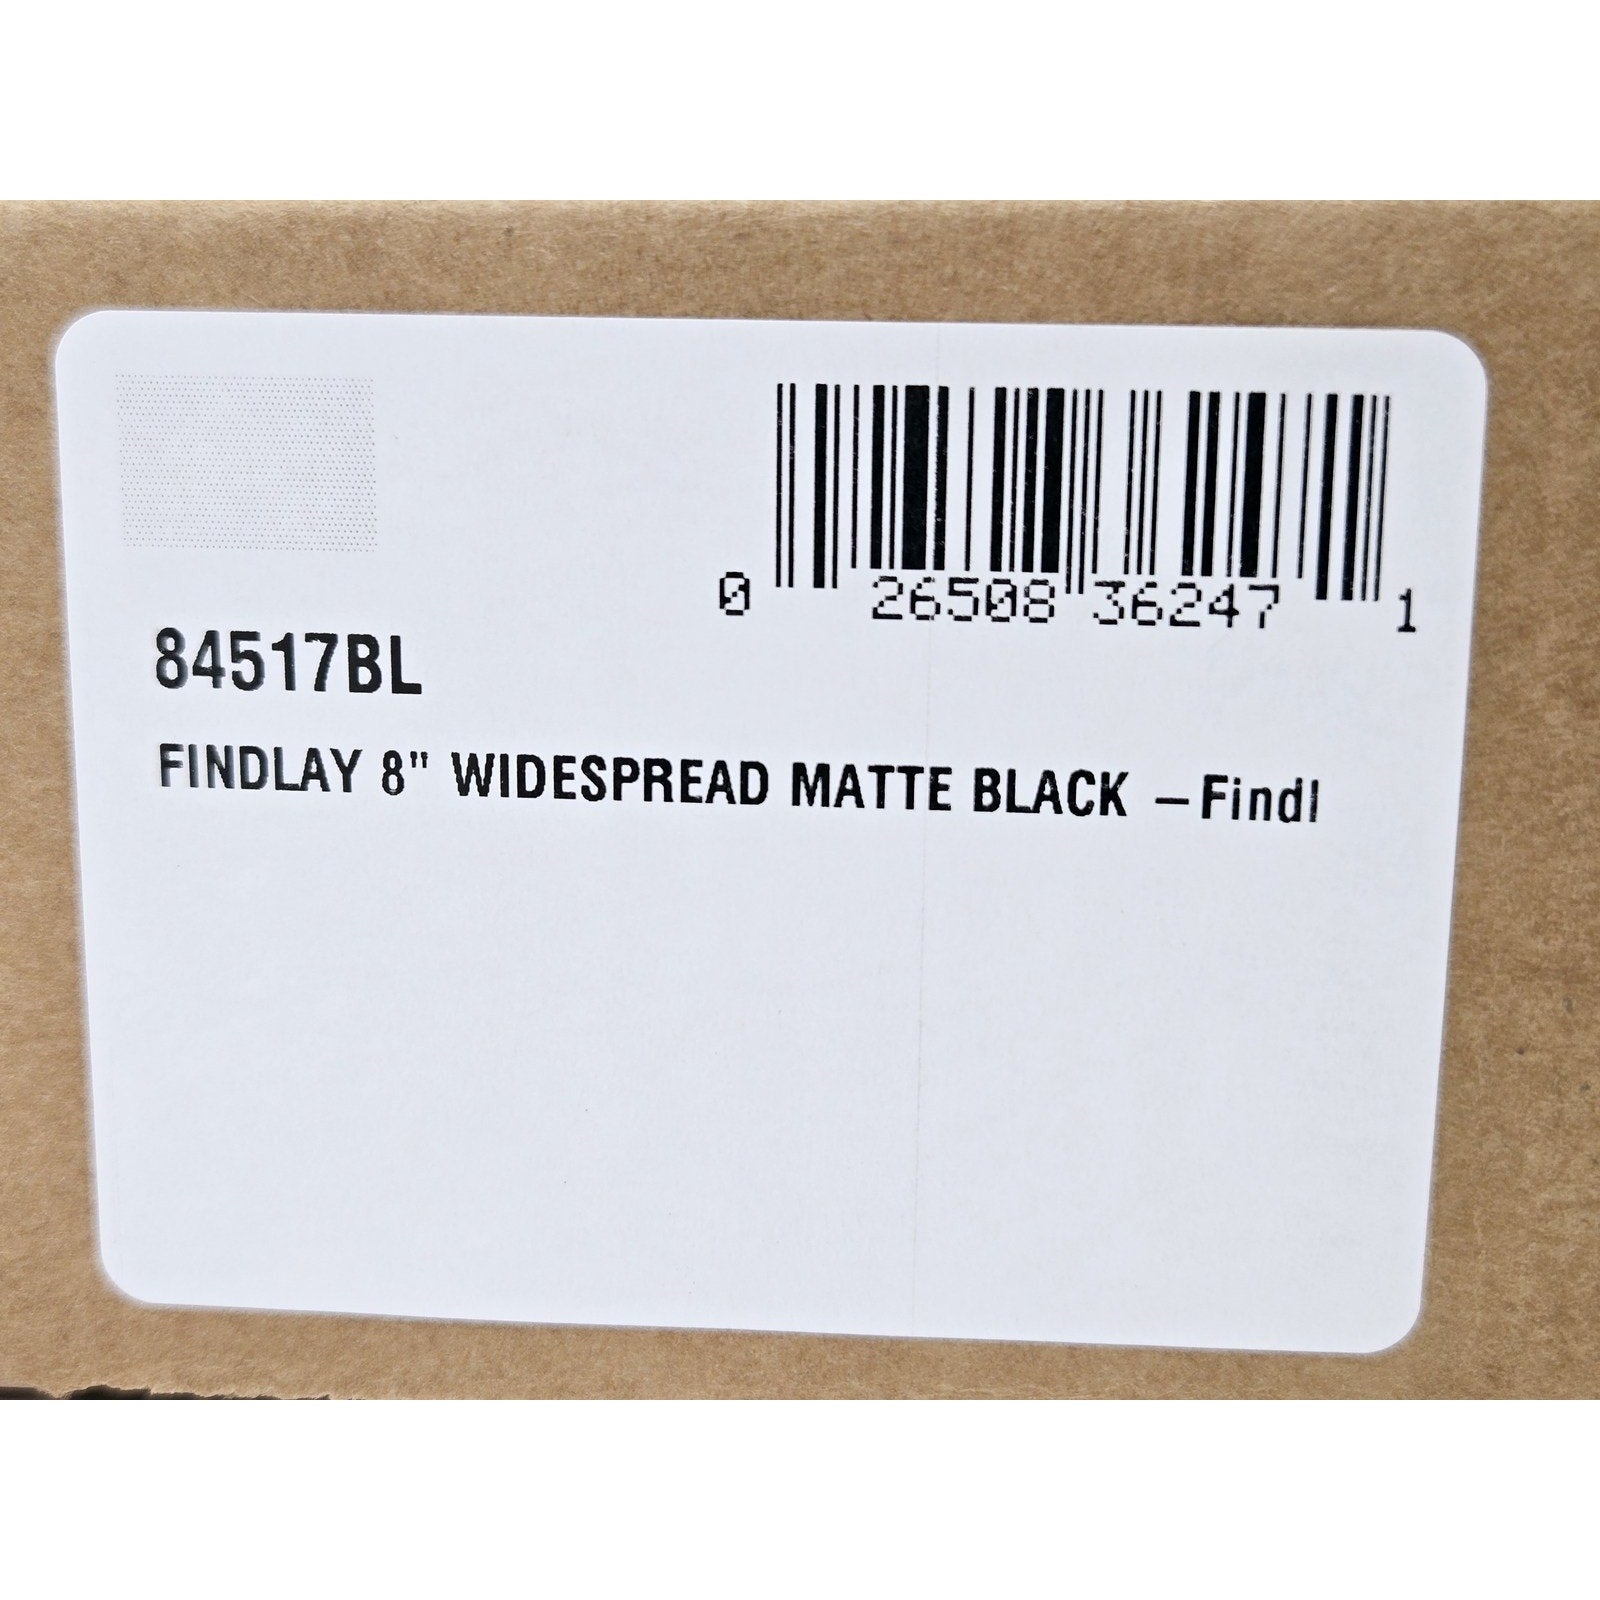 0 26508 36247 1
84517BL
FINDLAY 8" WIDESPREAD MATTE BLACK – Findl